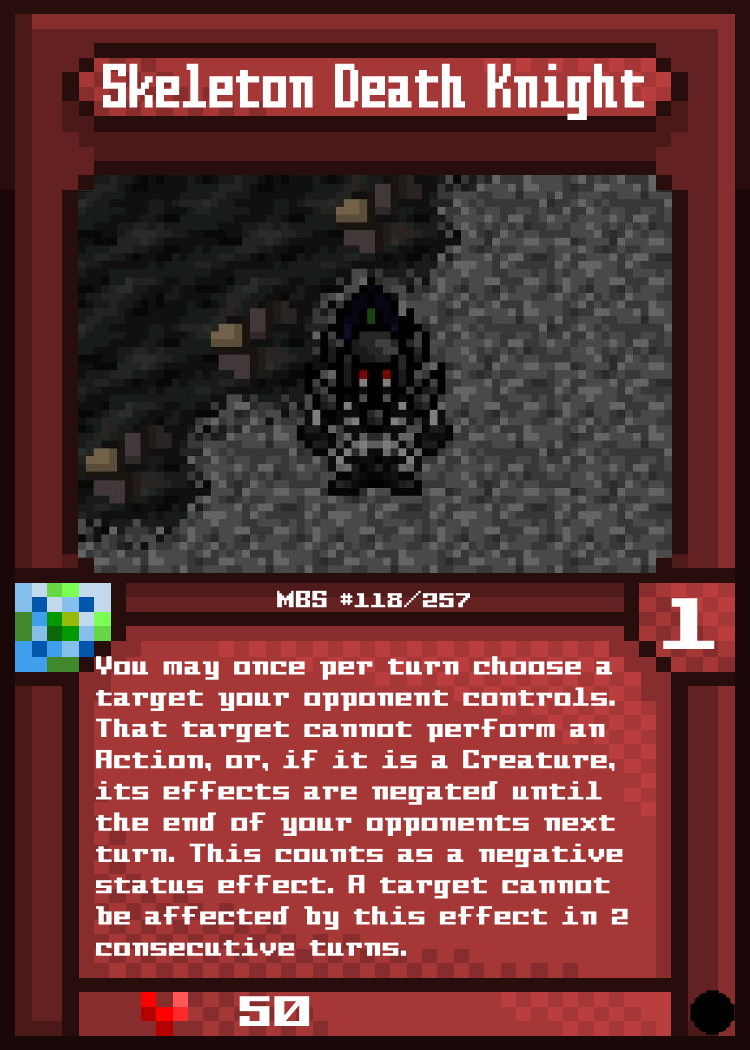 Skeleton Death Knight
MBS #118/257
1
You may once per turn choose a
target your opponent controls.
That target cannot perform an
Action, or, if it is a Creature,
its effects are negated until
the end of your opponents next
turn. This counts as a negative
status effect. A target cannot
be affected by this effect in 2
consecutive turns.
50